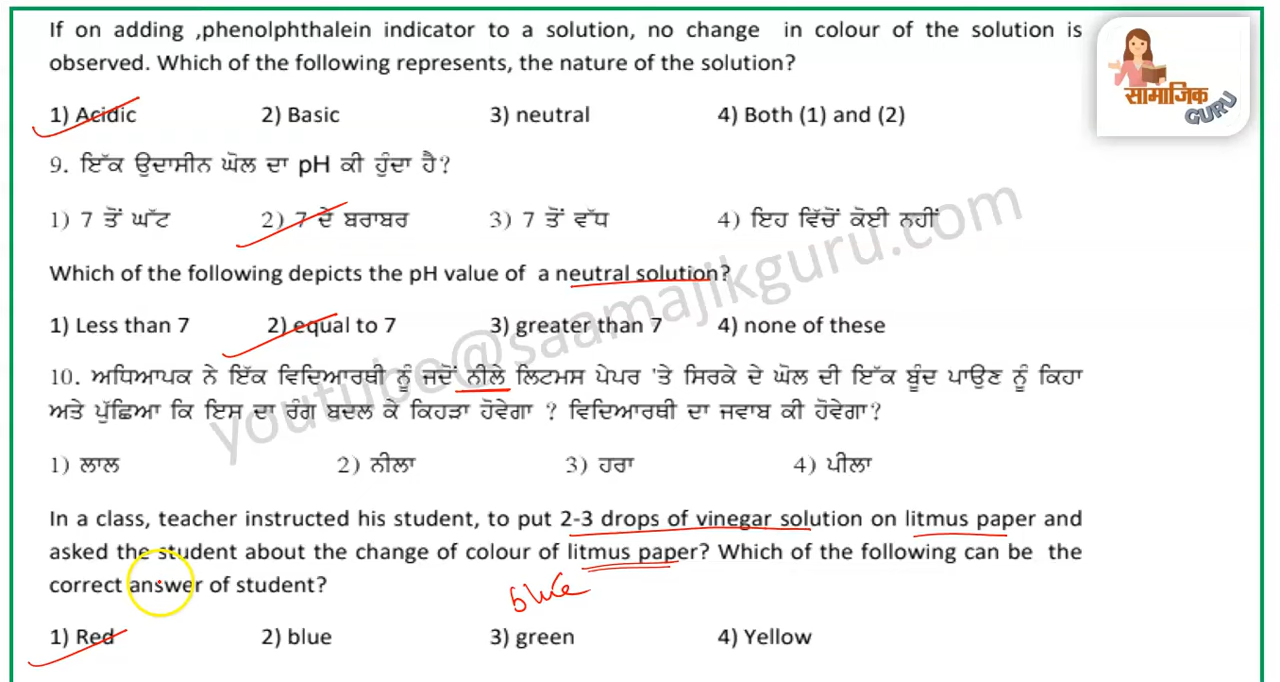 If on adding ,phenolphthalein indicator to a solution, no change in colour of the solution is
observed. Which of the following represents, the nature of the solution?
सामाजिक
GURU
1) Acidic 2) Basic 3) neutral 4) Both (1) and (2)
9. ਇੱਕ ਉਦਾਸੀਨ ਘੋਲ ਦਾ pH ਕੀ ਹੁੰਦਾ ਹੈ?
1) 7 ਤੋਂ ਘੱਟ 2) 7 ਦੇ ਬਰਾਬਰ 3) 7 ਤੋਂ ਵੱਧ 4) ਇਹ ਵਿੱਚੋਂ ਕੋਈ ਨਹੀਂ
Which of the following depicts the pH value of a neutral solution?
1) Less than 7 2) equal to 7 3) greater than 7 4) none of these
youtube@saamajikguru.com
10. ਅਧਿਆਪਕ ਨੇ ਇੱਕ ਵਿਦਿਆਰਥੀ ਨੂੰ ਜਦੋਂ ਨੀਲੇ ਲਿਟਮਸ ਪੇਪਰ 'ਤੇ ਸਿਰਕੇ ਦੇ ਘੋਲ ਦੀ ਇੱਕ ਬੂੰਦ ਪਾਉਣ ਨੂੰ ਕਿਹਾ
ਅਤੇ ਪੁੱਛਿਆ ਕਿ ਇਸ ਦਾ ਰੰਗ ਬਦਲ ਕੇ ਕਿਹੜਾ ਹੋਵੇਗਾ ? ਵਿਦਿਆਰਥੀ ਦਾ ਜਵਾਬ ਕੀ ਹੋਵੇਗਾ?
1) ਲਾਲ 2) ਨੀਲਾ 3) ਹਰਾ 4) ਪੀਲਾ
In a class, teacher instructed his student, to put 2-3 drops of vinegar solution on litmus paper and
asked the student about the change of colour of litmus paper? Which of the following can be the
correct answer of student?
blue
1) Red 2) blue 3) green 4) Yellow